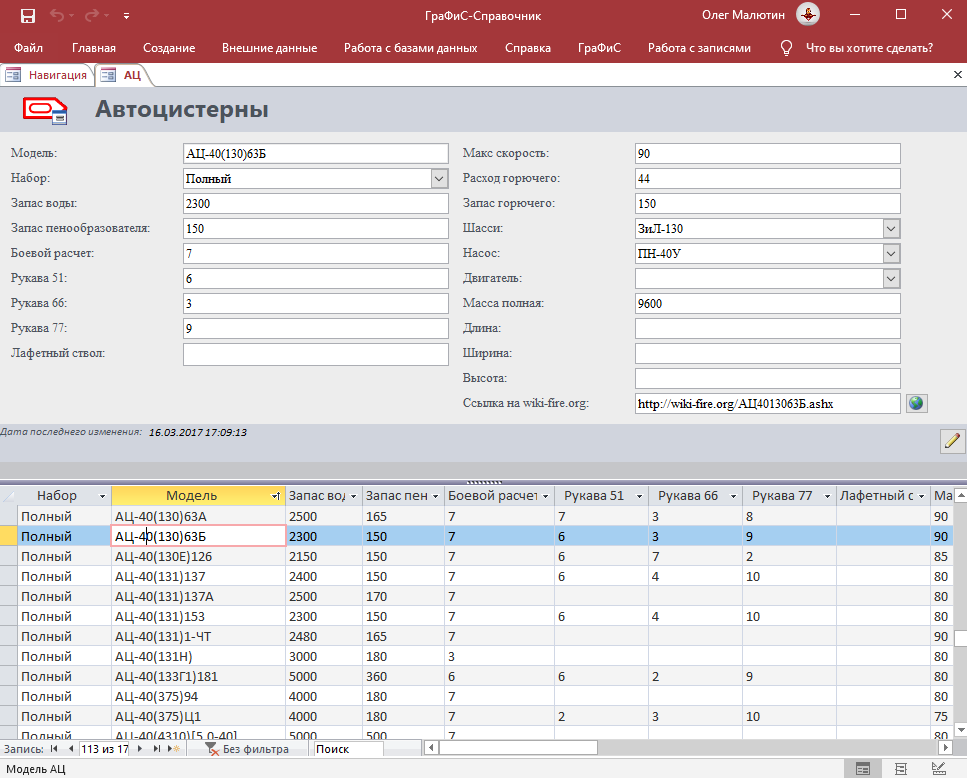 ГраФиС-Справочник
Олег Малютин
Файл Главная Создание Внешние данные Работа с базами данных Справка ГраФиС Работа с записями Что вы хотите сделать?
Навигация АЦ
Автоцистерны
Модель: АЦ-40(130)63Б Макс скорость: 90
Набор: Полный Расход горючего: 44
Запас воды: 2300 Запас горючего: 150
Запас пенообразователя: 150 Шасси: ЗиЛ-130
Боевой расчет: 7 Насос: ПН-40У
Рукава 51: 6 Двигатель:
Рукава 66: 3 Масса полная: 9600
Рукава 77: 9 Длина:
Лафетный ствол: Ширина:
Высота:
Ссылка на wiki-fire.org: http://wiki-fire.org/АЦ4013063Б.ashx
Дата последнего изменения: 16.03.2017 17:09:13
Набор Модель Запас вод Запас пен Боевой расчет Рукава 51 Рукава 66 Рукава 77 Лафетный с Ма
Полный АЦ-40(130)63А 2500 165 7 7 3 8 90
Полный АЦ-40(130)63Б 2300 150 7 6 3 9 90
Полный АЦ-40(130Е)126 2150 150 7 6 7 2 85
Полный АЦ-40(131)137 2400 150 7 6 4 10 80
Полный АЦ-40(131)137А 2500 170 7 80
Полный АЦ-40(131)153 2300 150 7 6 4 10 80
Полный АЦ-40(131)1-ЧТ 2480 165 7 90
Полный АЦ-40(131Н) 3000 180 3 80
Полный АЦ-40(133Г1)181 5000 360 6 6 2 9 80
Полный АЦ-40(375)94 4000 180 7 80
Полный АЦ-40(375)Ц1 4000 180 7 2 3 10 75
Полный АЦ-40(4310)[5,0-40] 5000 500 7 80
Запись: 113 из 17 Без фильтра Поиск
Модель АЦ